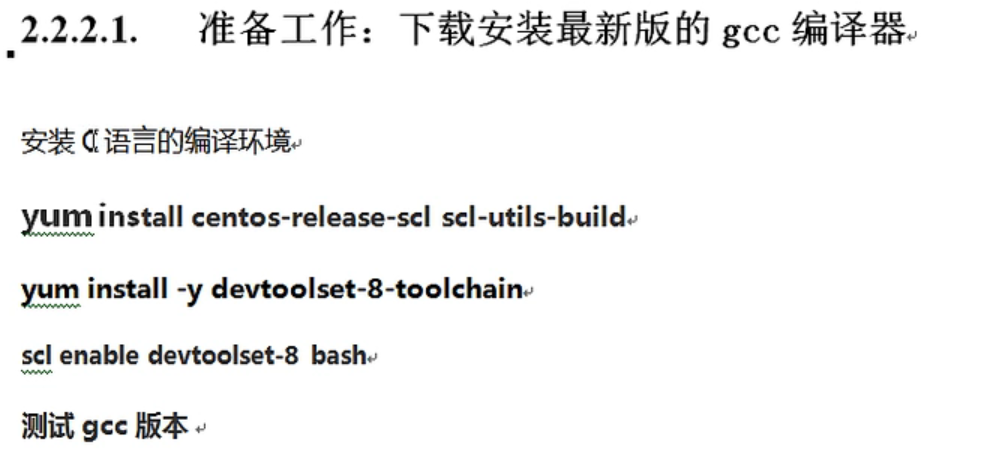 2.2.2.1. 准备工作：下载安装最新版的 gcc 编译器
安装 C 语言的编译环境
yum install centos-release-scl scl-utils-build
yum install -y devtoolset-8-toolchain
scl enable devtoolset-8 bash
测试 gcc 版本